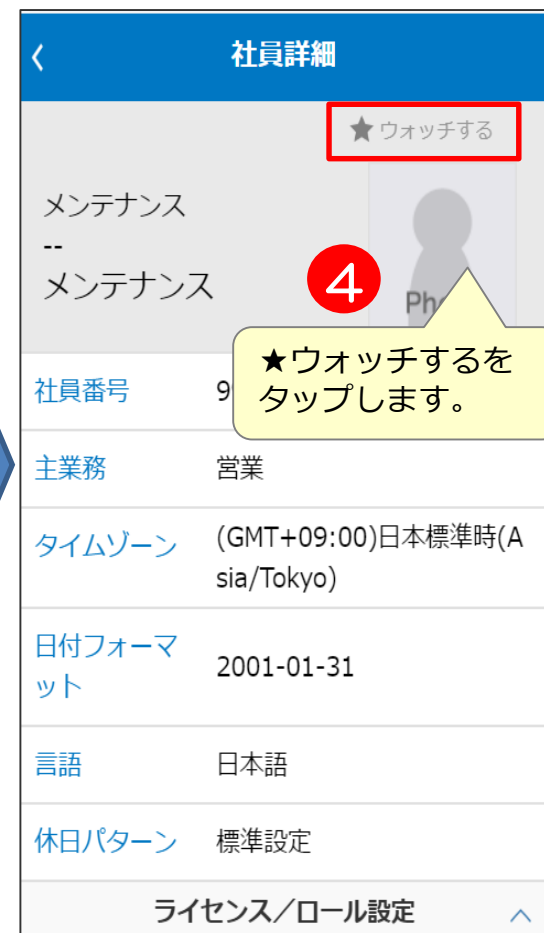 社員詳細
★ウォッチする
メンテナンス
--
メンテナンス
4
★ウォッチするを
タップします。
社員番号
主業務 営業
タイムゾーン (GMT+09:00)日本標準時(A
sia/Tokyo)
日付フォーマ
ット 2001-01-31
言語 日本語
休日パターン 標準設定
ライセンス／ロール設定